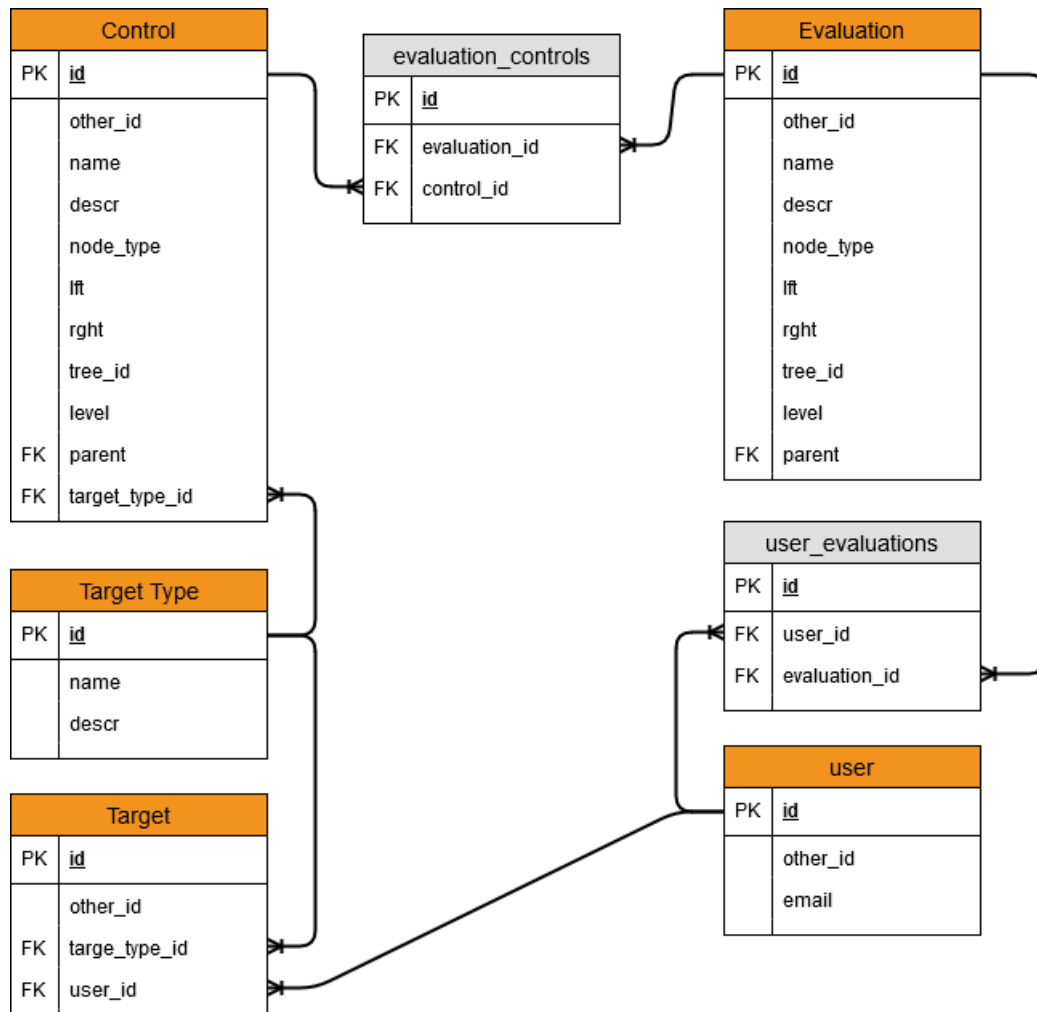 Control
PK id
other_id
name
descr
node_type
lft
rght
tree_id
level
FK parent
FK target_type_id
evaluation_controls
PK id
FK evaluation_id
FK control_id
Evaluation
PK id
other_id
name
descr
node_type
lft
rght
tree_id
level
FK parent
Target Type
PK id
name
descr
user_evaluations
PK id
FK user_id
FK evaluation_id
Target
PK id
other_id
FK targe_type_id
FK user_id
user
PK id
other_id
email